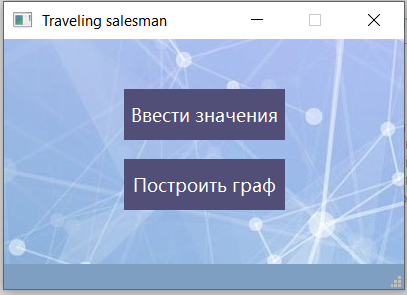 Traveling salesman
Ввести значения
Построить граф